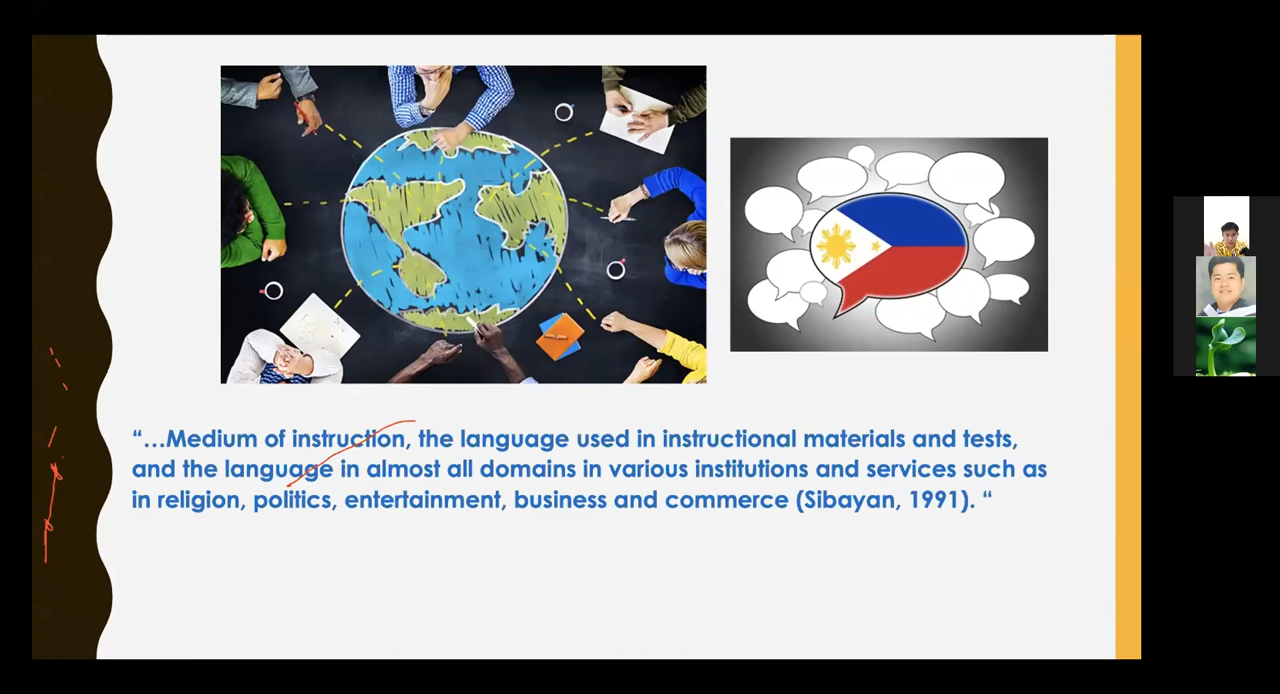 “…Medium of instruction, the language used in instructional materials and tests,
and the language in almost all domains in various institutions and services such as
in religion, politics, entertainment, business and commerce (Sibayan, 1991). “